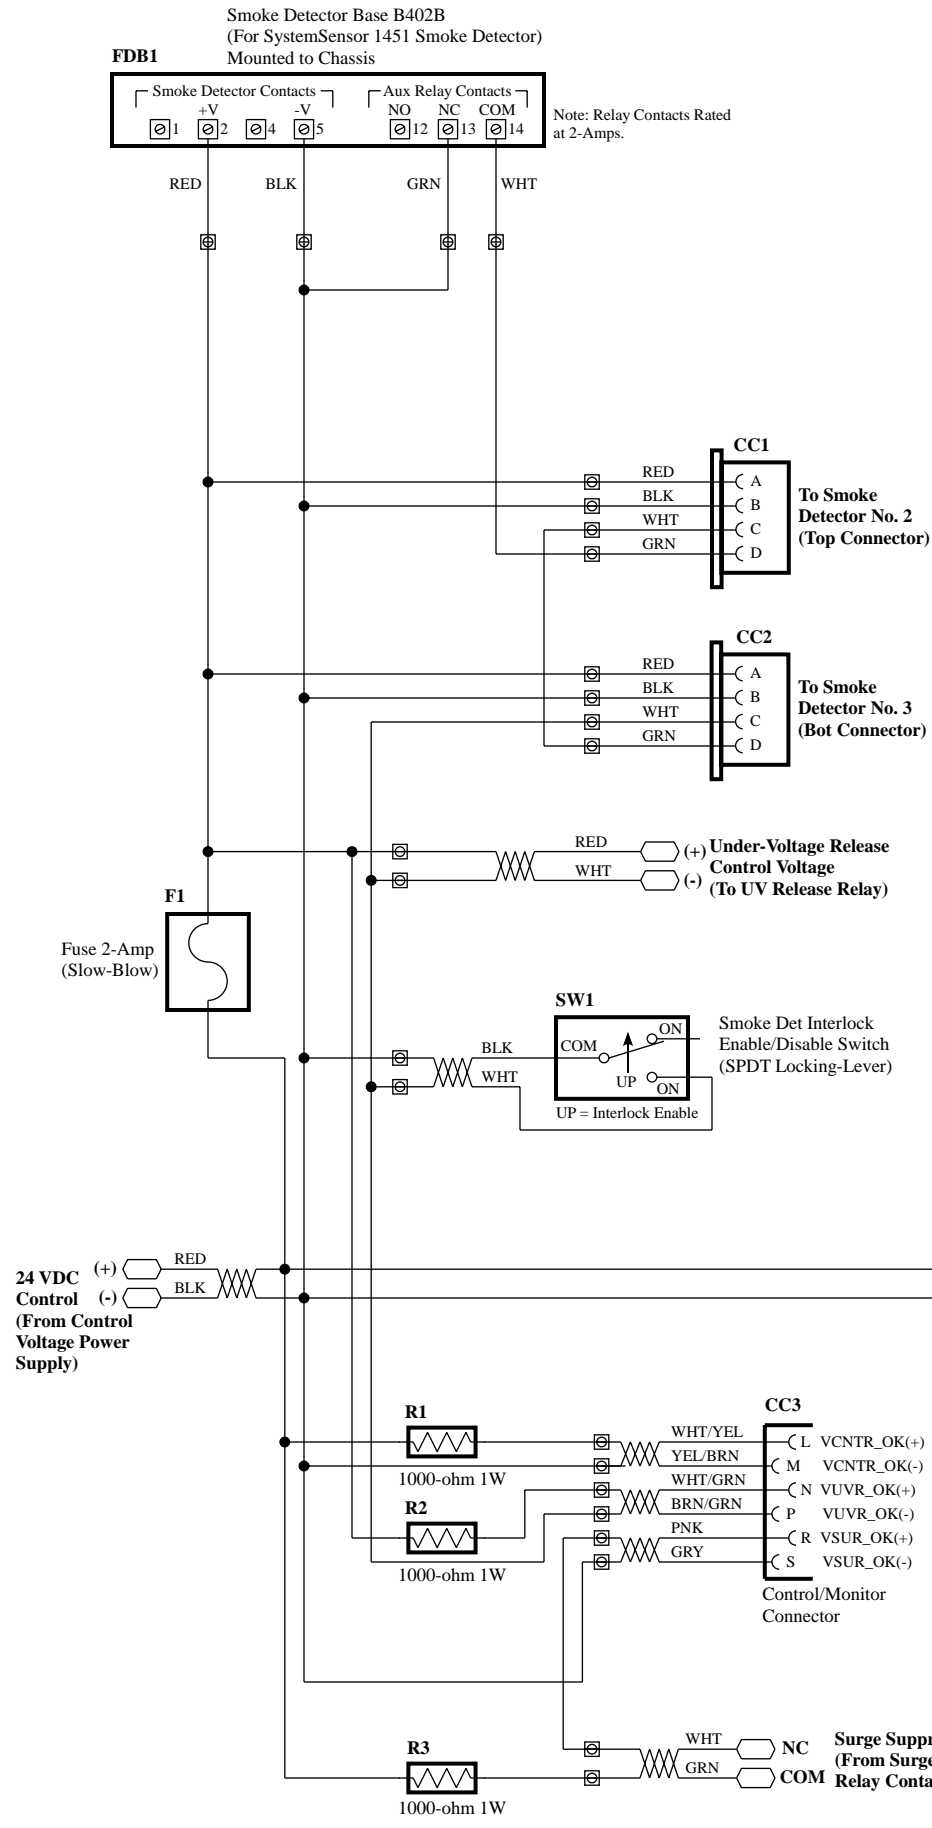 Smoke Detector Base B402B
(For SystemSensor 1451 Smoke Detector)
Mounted to Chassis
FDB1
Smoke Detector Contacts
Aux Relay Contacts
+V
-V
NO
NC
COM
1
2
4
5
12
13
14
Note: Relay Contacts Rated
at 2-Amps.
RED
BLK
GRN
WHT
CC1
RED
A
BLK
B
WHT
C
GRN
D
To Smoke
Detector No. 2
(Top Connector)
CC2
RED
A
BLK
B
WHT
C
GRN
D
To Smoke
Detector No. 3
(Bot Connector)
RED
(+)
WHT
(-)
Under-Voltage Release
Control Voltage
(To UV Release Relay)
F1
Fuse 2-Amp
(Slow-Blow)
SW1
BLK
WHT
COM
ON
UP
ON
UP = Interlock Enable
Smoke Det Interlock
Enable/Disable Switch
(SPDT Locking-Lever)
24 VDC
Control
(From Control
Voltage Power
Supply)
(+)
RED
(-)
BLK
R1
1000-ohm 1W
R2
1000-ohm 1W
CC3
WHT/YEL
L
VCNTR_OK(+)
YEL/BRN
M
VCNTR_OK(-)
WHT/GRN
N
VUVR_OK(+)
BRN/GRN
P
VUVR_OK(-)
PNK
R
VSUR_OK(+)
GRY
S
VSUR_OK(-)
Control/Monitor
Connector
R3
1000-ohm 1W
WHT
NC
GRN
COM
Surge
(From Surge
Relay